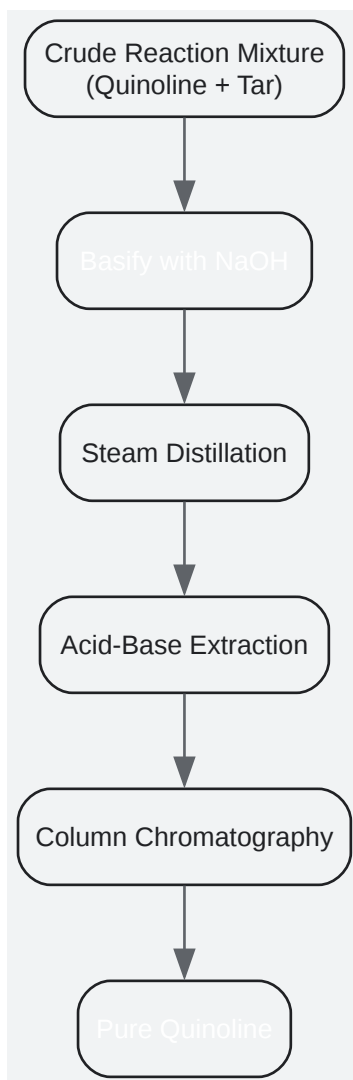 Crude Reaction Mixture
(Quinoline + Tar)
Basify with NaOH
Steam Distillation
Acid-Base Extraction
Column Chromatography
Pure Quinoline